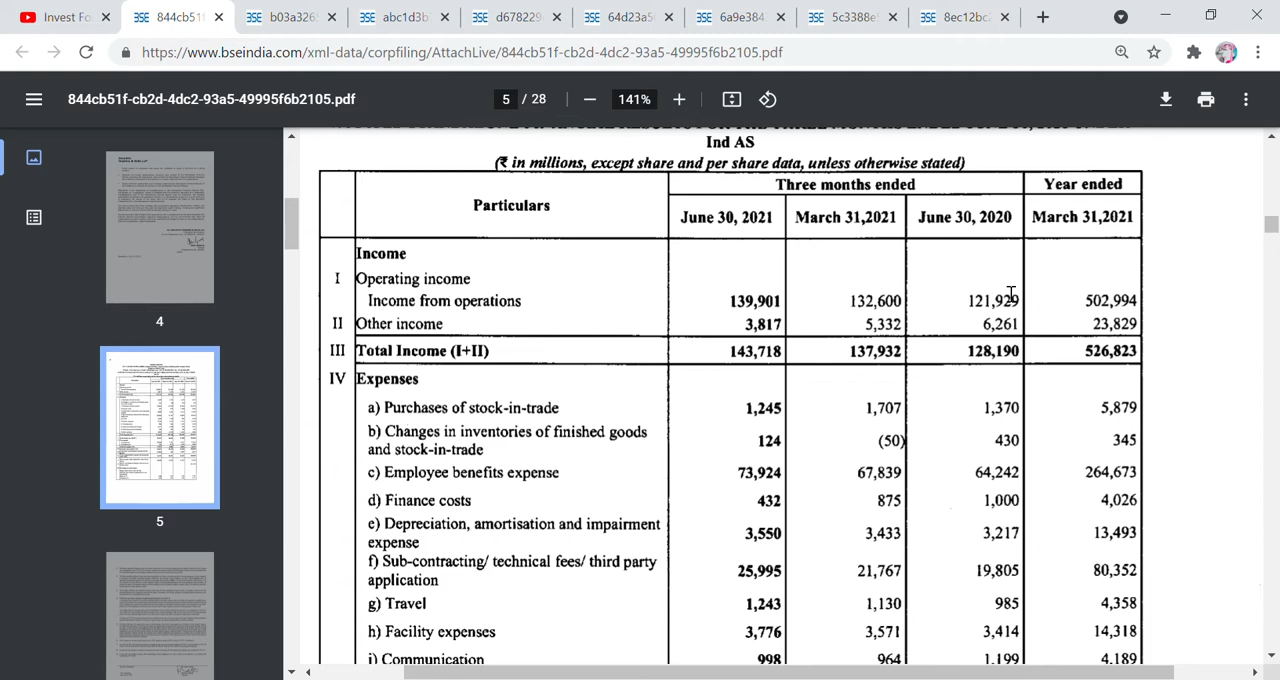 Invest Fo
844cb51
b03a326
abc1d3b
d678229
64d23a5
6a9e384
5c3388e
8ec12bc
https://www.bseindia.com/xml-data/corpfiling/AttachLive/844cb51f-cb2d-4dc2-93a5-49995f6b2105.pdf
844cb51f-cb2d-4dc2-93a5-49995f6b2105.pdf
5 / 28
141%
4
5
Ind AS
(₹ in millions, except share and per share data, unless otherwise stated)
Particulars Three months ended Year ended
June 30, 2021 March 31,2021 June 30, 2020 March 31,2021
Income
I Operating income
Income from operations 139,901 132,600 121,929 502,994
II Other income 3,817 5,332 6,261 23,829
III Total Income (I+II) 143,718 137,932 128,190 526,823
IV Expenses
a) Purchases of stock-in-trade 1,245 1,707 1,370 5,879
b) Changes in inventories of finished goods
and stock-in-trade 124 (50) 430 345
c) Employee benefits expense 73,924 67,839 64,242 264,673
d) Finance costs 432 875 1,000 4,026
e) Depreciation, amortisation and impairment
expense 3,550 3,433 3,217 13,493
f) Sub-contracting/ technical fees/ third party
application 25,995 21,767 19,805 80,352
g) Travel 1,243 1,130 985 4,358
h) Facility expenses 3,776 3,571 3,414 14,318
i) Communication 998 964 1,199 4,189